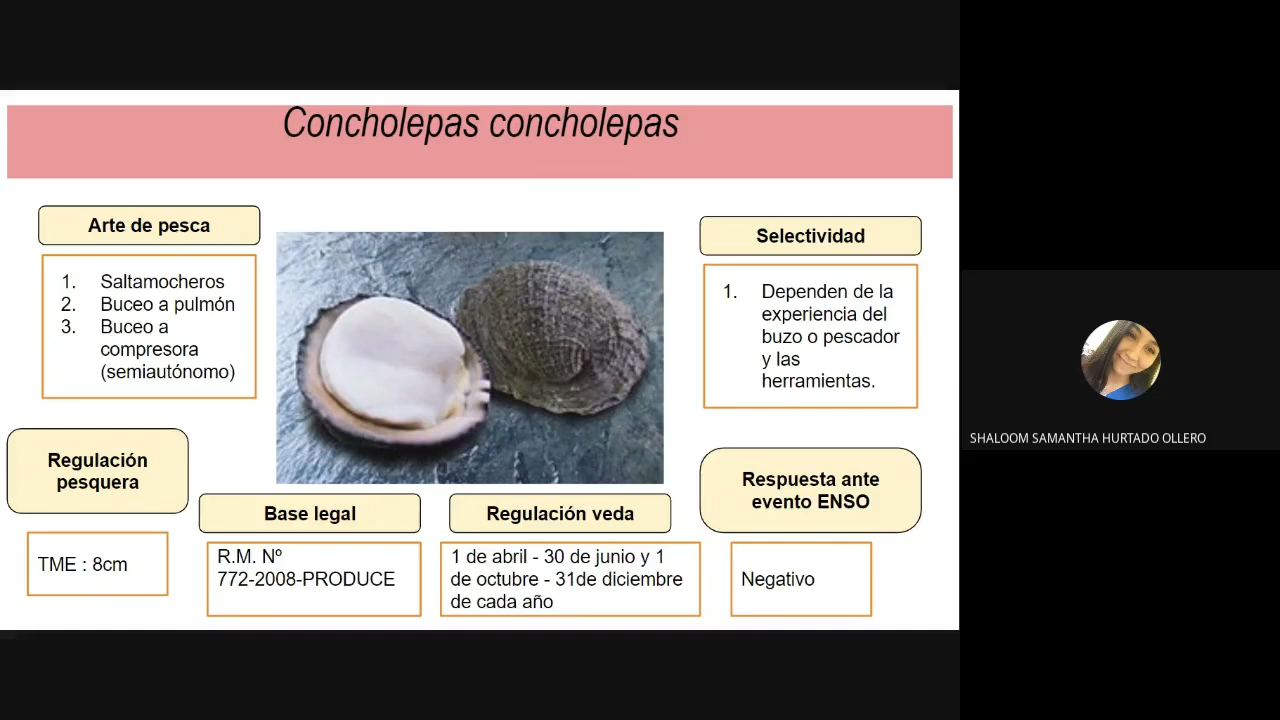 Concholepas concholepas
Arte de pesca
1. Saltamocheros
2. Buceo a pulmón
3. Buceo a
compresora
(semiautónomo)
Selectividad
1. Dependen de la
experiencia del
buzo o pescador
y las
herramientas.
SHALOOM SAMANTHA HURTADO OLLERO
Regulación
pesquera
TME : 8cm
Base legal
R.M. Nº
772-2008-PRODUCE
Regulación veda
1 de abril - 30 de junio y 1
de octubre - 31de diciembre
de cada año
Respuesta ante
evento ENSO
Negativo